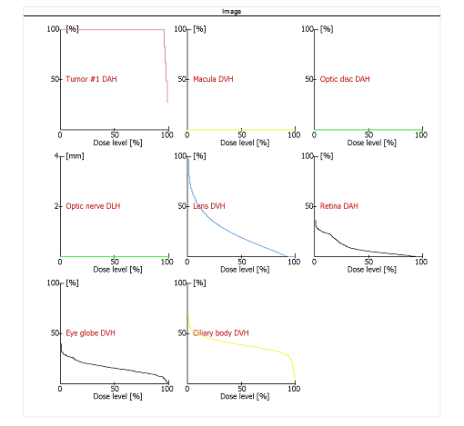 Image
100 [%] 100 [%] 100 [%]
50 Tumor #1 DAH 50 Macula DVH 50 Optic disc DAH
0 50 100 0 50 100 0 50 100
Dose level [%] Dose level [%] Dose level [%]
4 [mm] 100 [%] 100 [%]
2 Optic nerve DLH 50 Lens DVH 50 Retina DAH
0 50 100 0 50 100 0 50 100
Dose level [%] Dose level [%] Dose level [%]
100 [%] 100 [%]
50 Eye globe DVH 50 Ciliary body DVH
0 50 100 0 50 100
Dose level [%] Dose level [%]